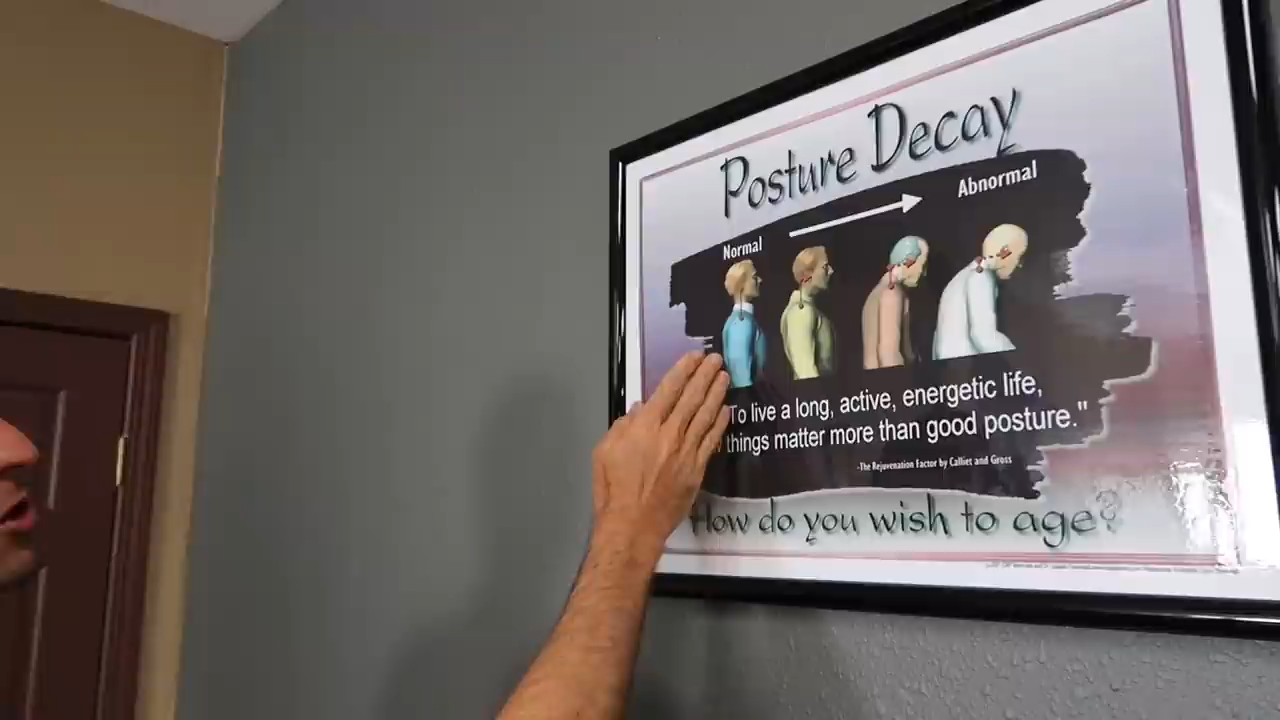 Posture Decay
Normal
Abnormal
To live a long, active, energetic life,
things matter more than good posture."
-The Rejuvenation Factor by Calliet and Gross
How do you wish to age?